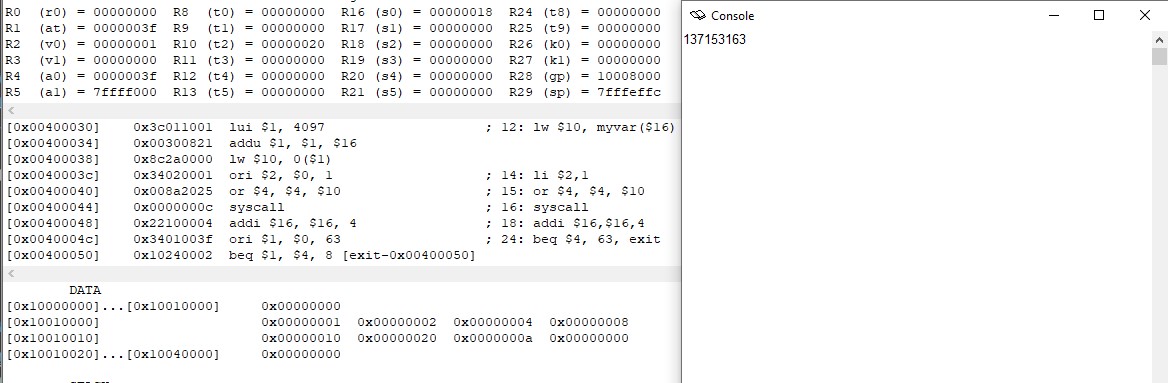 R0  (r0) = 00000000  R8  (t0) = 00000000  R16 (s0) = 00000018  R24 (t8) = 00000000
R1  (at) = 0000003f  R9  (t1) = 00000000  R17 (s1) = 00000000  R25 (t9) = 00000000
R2  (v0) = 00000001  R10 (t2) = 00000020  R18 (s2) = 00000000  R26 (k0) = 00000000
R3  (v1) = 00000000  R11 (t3) = 00000000  R19 (s3) = 00000000  R27 (k1) = 00000000
R4  (a0) = 0000003f  R12 (t4) = 00000000  R20 (s4) = 00000000  R28 (gp) = 10008000
R5  (a1) = 7ffff000  R13 (t5) = 00000000  R21 (s5) = 00000000  R29 (sp) = 7fffeffc
[0x00400030]    0x3c011001  lui $1, 4097                    ; 12: lw $10, myvar($16)
[0x00400034]    0x00300821  addu $1, $1, $16
[0x00400038]    0x8c2a0000  lw $10, 0($1)
[0x0040003c]    0x34020001  ori $2, $0, 1                   ; 14: li $2,1
[0x00400040]    0x008a2025  or $4, $4, $10                  ; 15: or $4, $4, $10
[0x00400044]    0x0000000c  syscall                         ; 16: syscall
[0x00400048]    0x22100004  addi $16, $16, 4                ; 18: addi $16,$16,4
[0x0040004c]    0x3401003f  ori $1, $0, 63                  ; 24: beq $4, 63, exit
[0x00400050]    0x10240002  beq $1, $4, 8 [exit-0x00400050]
DATA
[0x10000000]...[0x10010000]     0x00000000
[0x10010000]                    0x00000001  0x00000002  0x00000004  0x00000008
[0x10010010]                    0x00000010  0x00000020  0x0000000a  0x00000000
[0x10010020]...[0x10040000]     0x00000000
Console
137153163